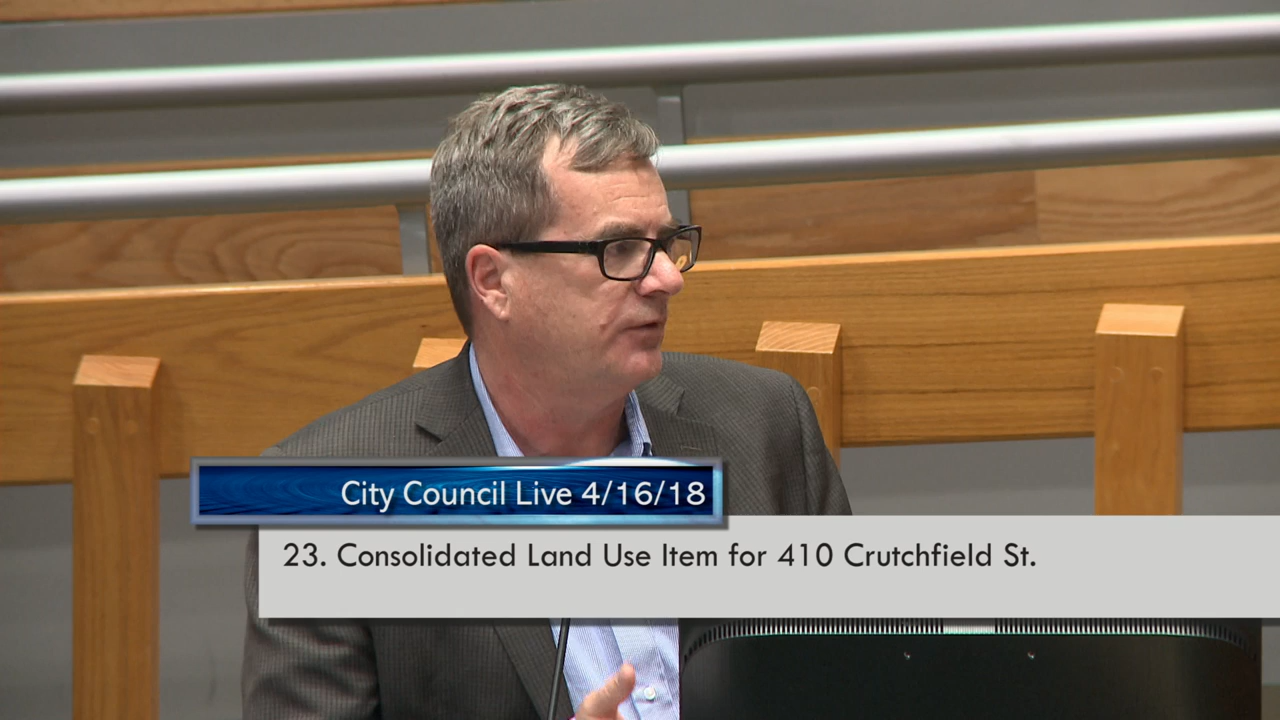 City Council Live 4/16/18
23. Consolidated Land Use Item for 410 Crutchfield St.